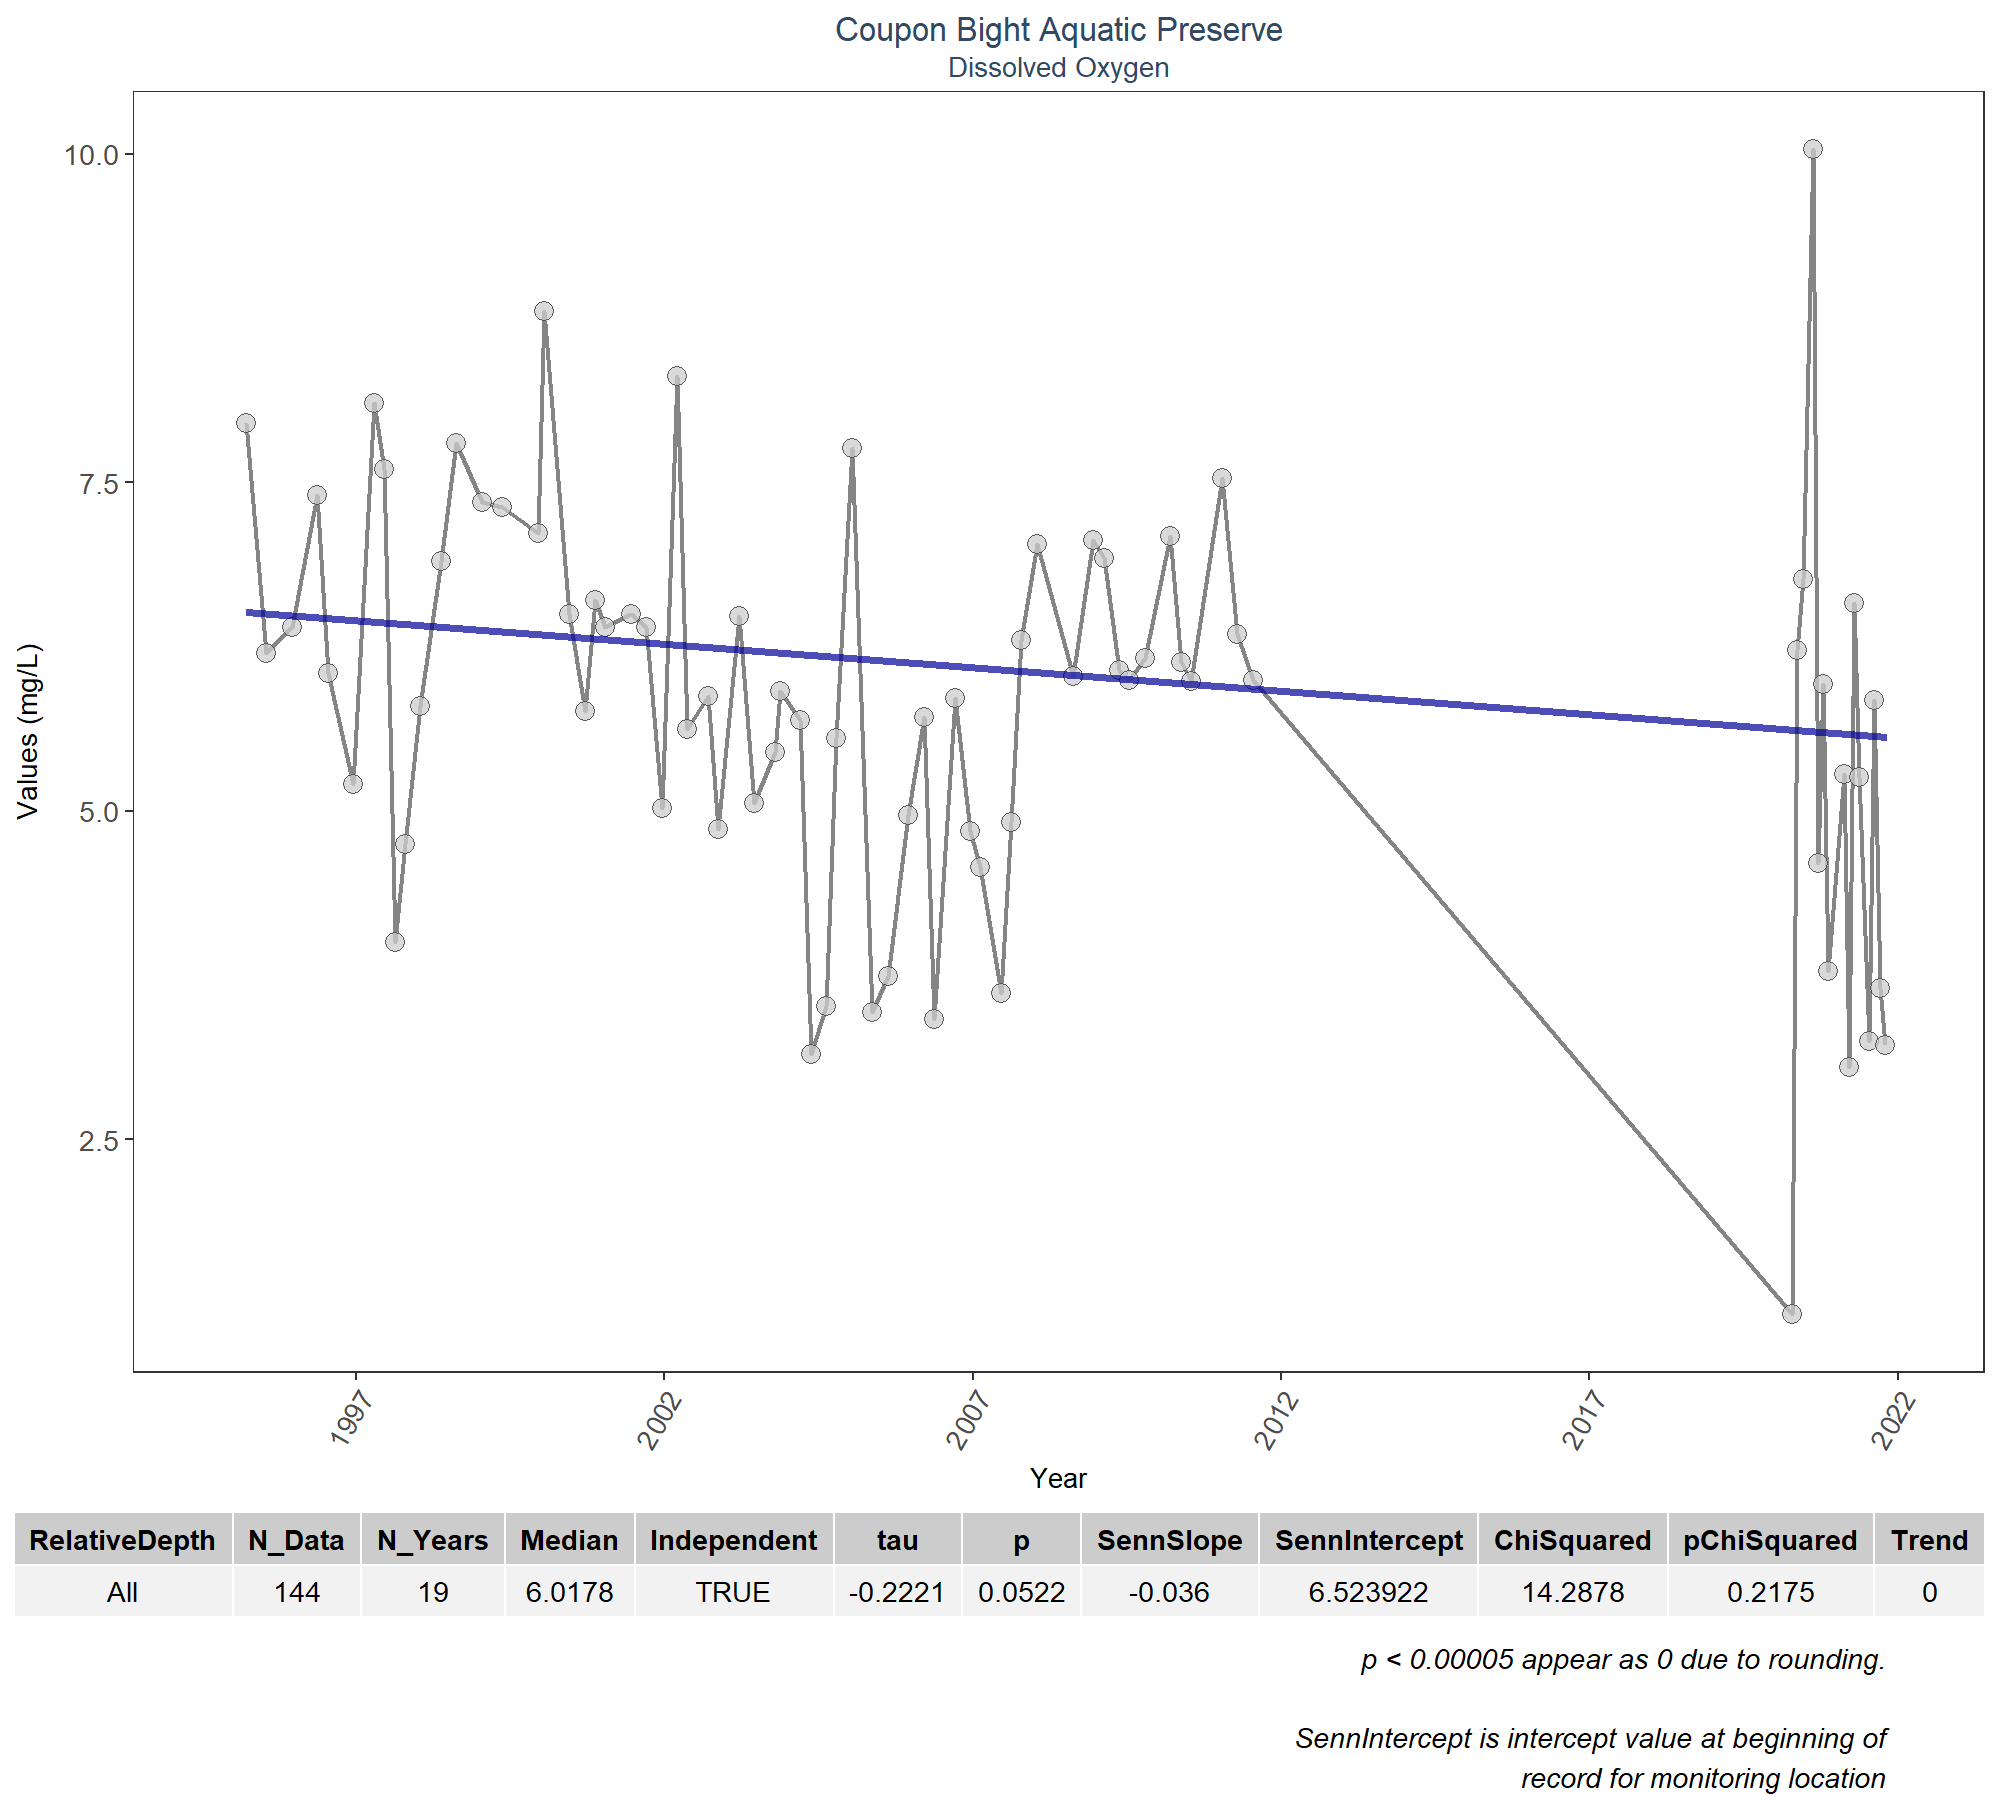 Coupon Bight Aquatic Preserve
Dissolved Oxygen
10.0
7.5
5.0
2.5
Values (mg/L)
1997
2002
2007
2012
2017
2022
Year
RelativeDepth N_Data N_Years Median Independent tau p SennSlope SennIntercept ChiSquared pChiSquared Trend
All 144 19 6.0178 TRUE -0.2221 0.0522 -0.036 6.523922 14.2878 0.2175 0
p < 0.00005 appear as 0 due to rounding.
SennIntercept is intercept value at beginning of
record for monitoring location